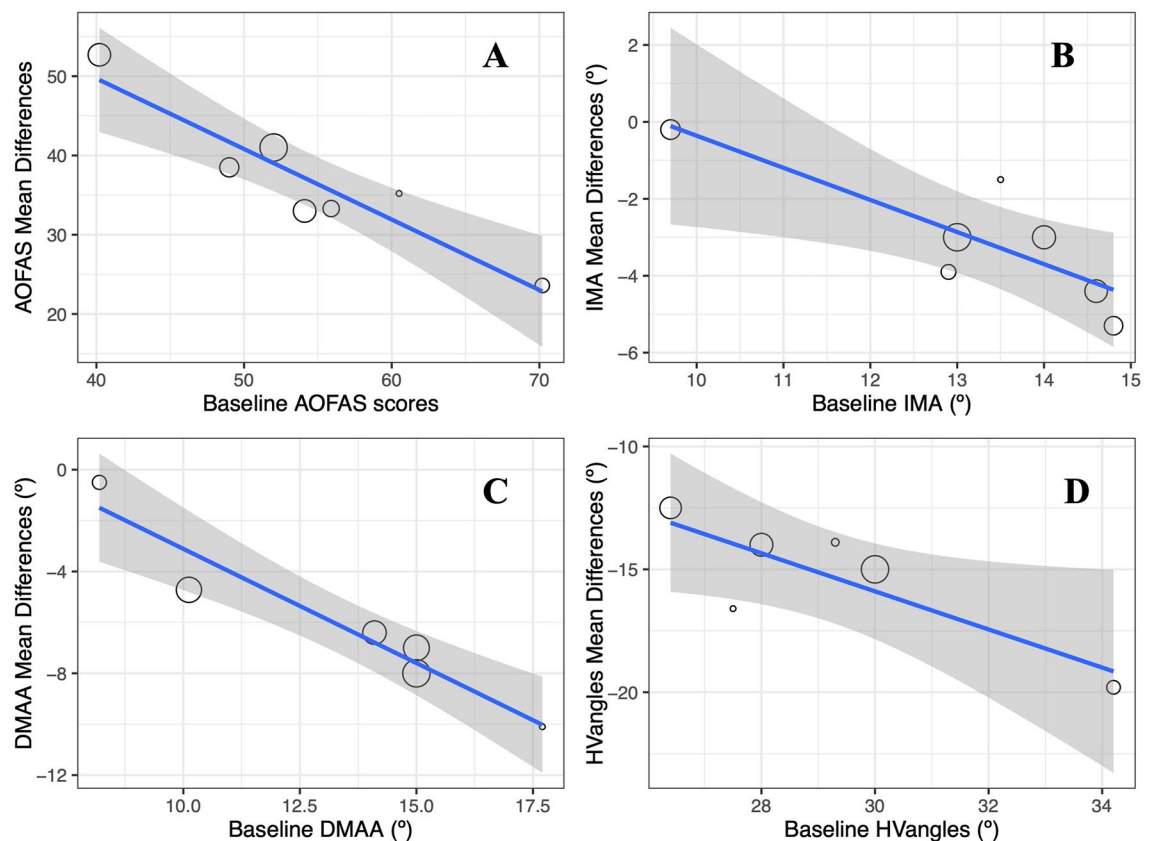 A
AOFAS Mean Differences
50
40
30
20
40 50 60 70
Baseline AOFAS scores
B
IMA Mean Differences (º)
2
0
−2
−4
−6
10 11 12 13 14 15
Baseline IMA (º)
C
DMAA Mean Differences (º)
0
−4
−8
−12
10.0 12.5 15.0 17.5
Baseline DMAA (º)
D
HVangles Mean Differences (º)
−10
−15
−20
28 30 32 34
Baseline HVangles (º)